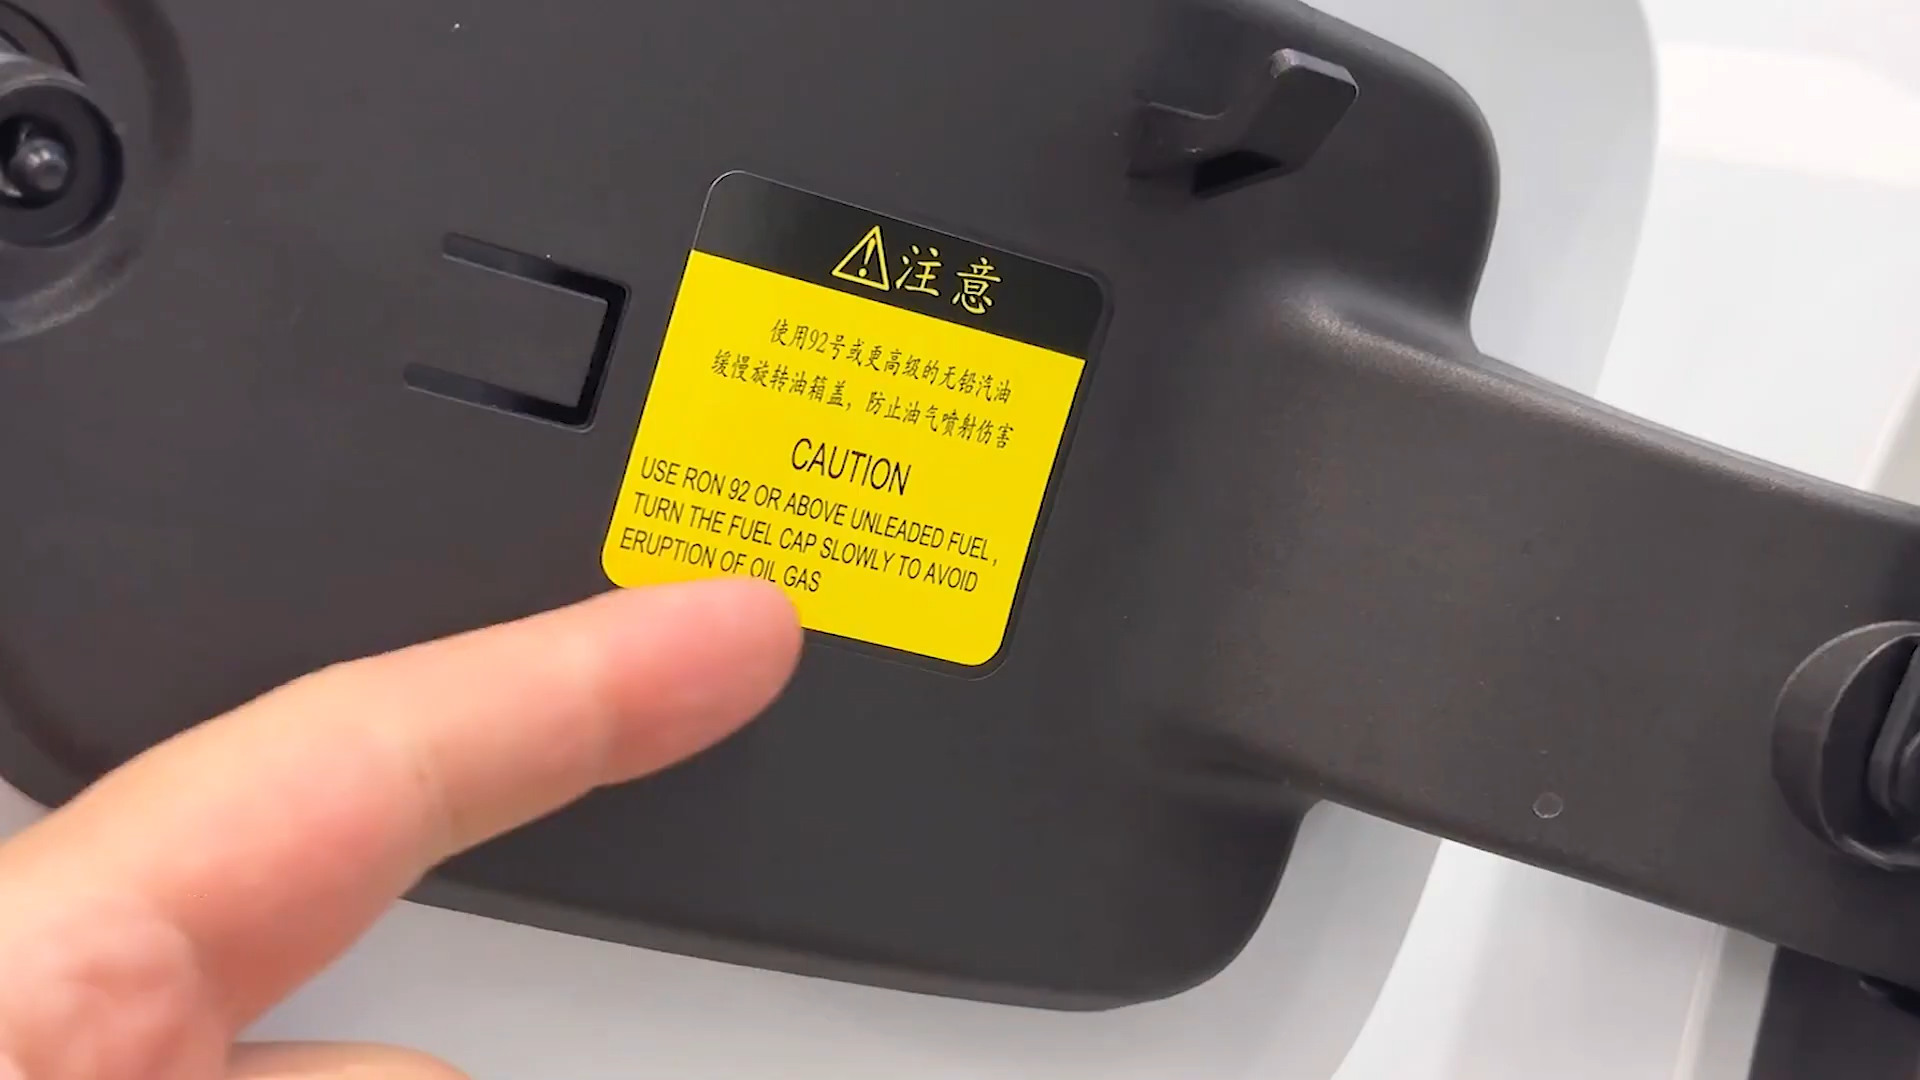 注意
使用92号或更高级的无铅汽油
缓慢旋转油箱盖，防止油气喷射伤害
CAUTION
USE RON 92 OR ABOVE UNLEADED FUEL,
TURN THE FUEL CAP SLOWLY TO AVOID
ERUPTION OF OIL GAS